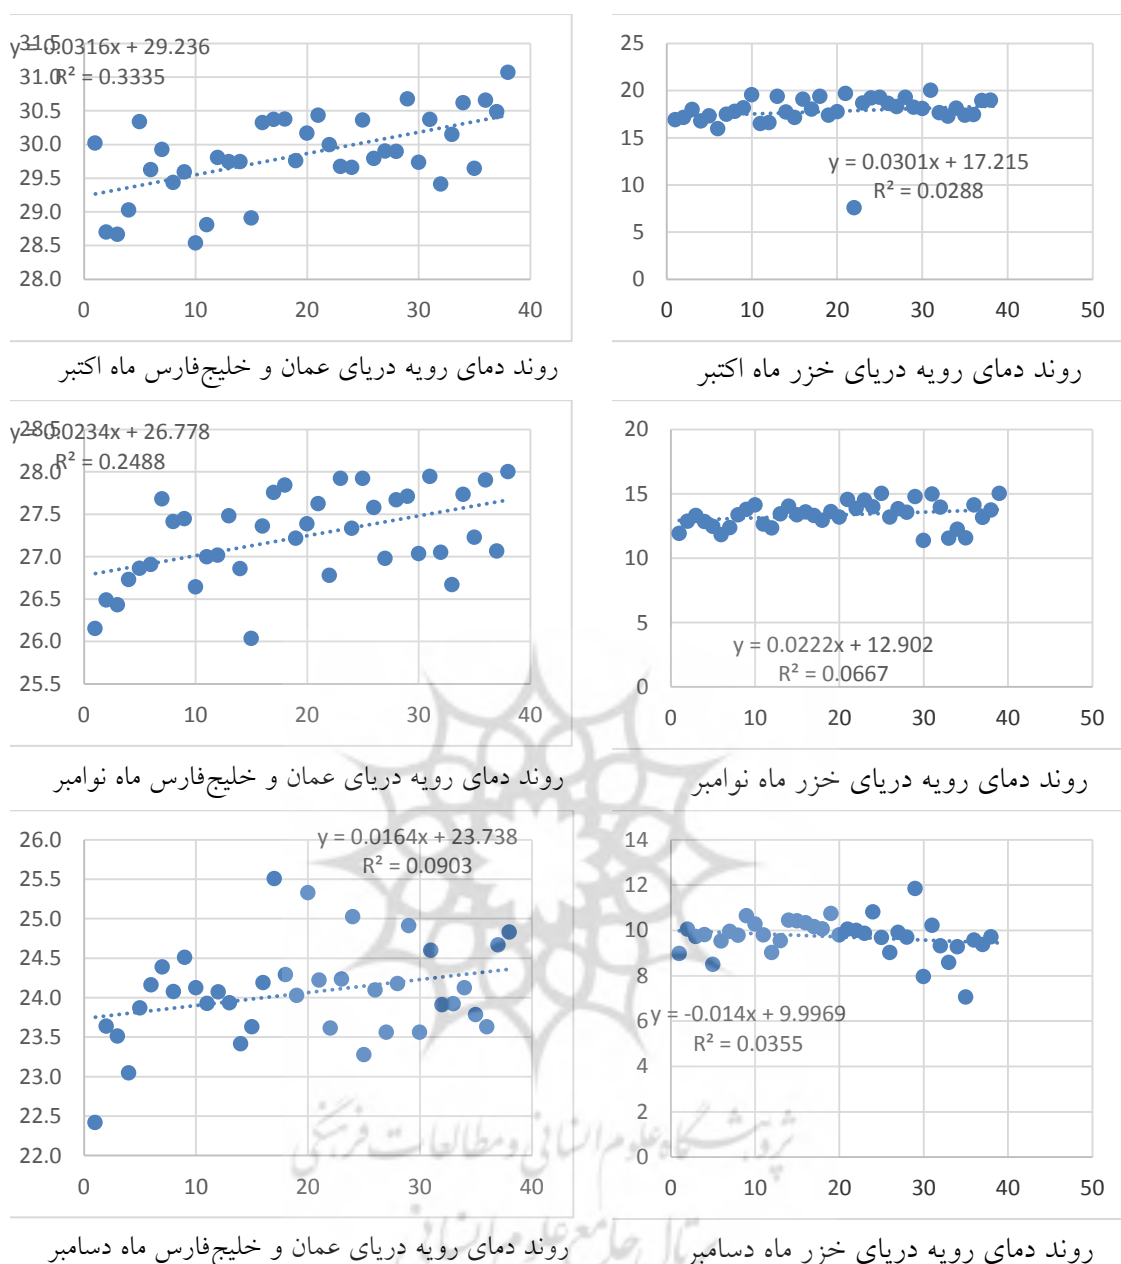 y = 0.0316x + 29.236
R² = 0.3335
31.5
31.0
30.5
30.0
29.5
29.0
28.5
28.0
0 10 20 30 40
روند دمای رویه دریای عمان و خلیج‌فارس ماه اکتبر
25
20
15
10
5
0
y = 0.0301x + 17.215
R² = 0.0288
0 10 20 30 40 50
روند دمای رویه دریای خزر ماه اکتبر
y = 0.0234x + 26.778
R² = 0.2488
28.5
28.0
27.5
27.0
26.5
26.0
25.5
0 10 20 30 40
روند دمای رویه دریای عمان و خلیج‌فارس ماه نوامبر
20
15
10
5
0
y = 0.0222x + 12.902
R² = 0.0667
0 10 20 30 40 50
روند دمای رویه دریای خزر ماه نوامبر
y = 0.0164x + 23.738
R² = 0.0903
26.0
25.5
25.0
24.5
24.0
23.5
23.0
22.5
22.0
0 10 20 30 40
روند دمای رویه دریای عمان و خلیج‌فارس ماه دسامبر
14
12
10
8
6
4
2
0
y = -0.014x + 9.9969
R² = 0.0355
0 10 20 30 40 50
روند دمای رویه دریای خزر ماه دسامبر
پژوهشگاه علوم انسانی و مطالعات فرهنگی
پرتال جامع علوم انسانی